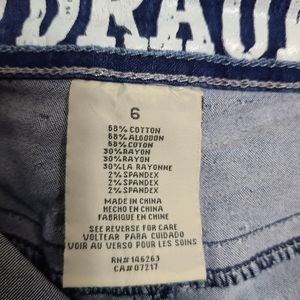 DRAU
6
68% COTTON
68% ALGODON
68% COTON
30% RAYON
30% RAYON
30% LA RAYONNE
2% SPANDEX
2% SPANDEX
2% SPANDEX
MADE IN CHINA
HECHO EN CHINA
FABRIQUE EN CHINE
SEE REVERSE FOR CARE
VOLTEAR PARA CUIDADO
VOIR AU VERSO POUR LES SOINS
RN# 146263
CA# 07217